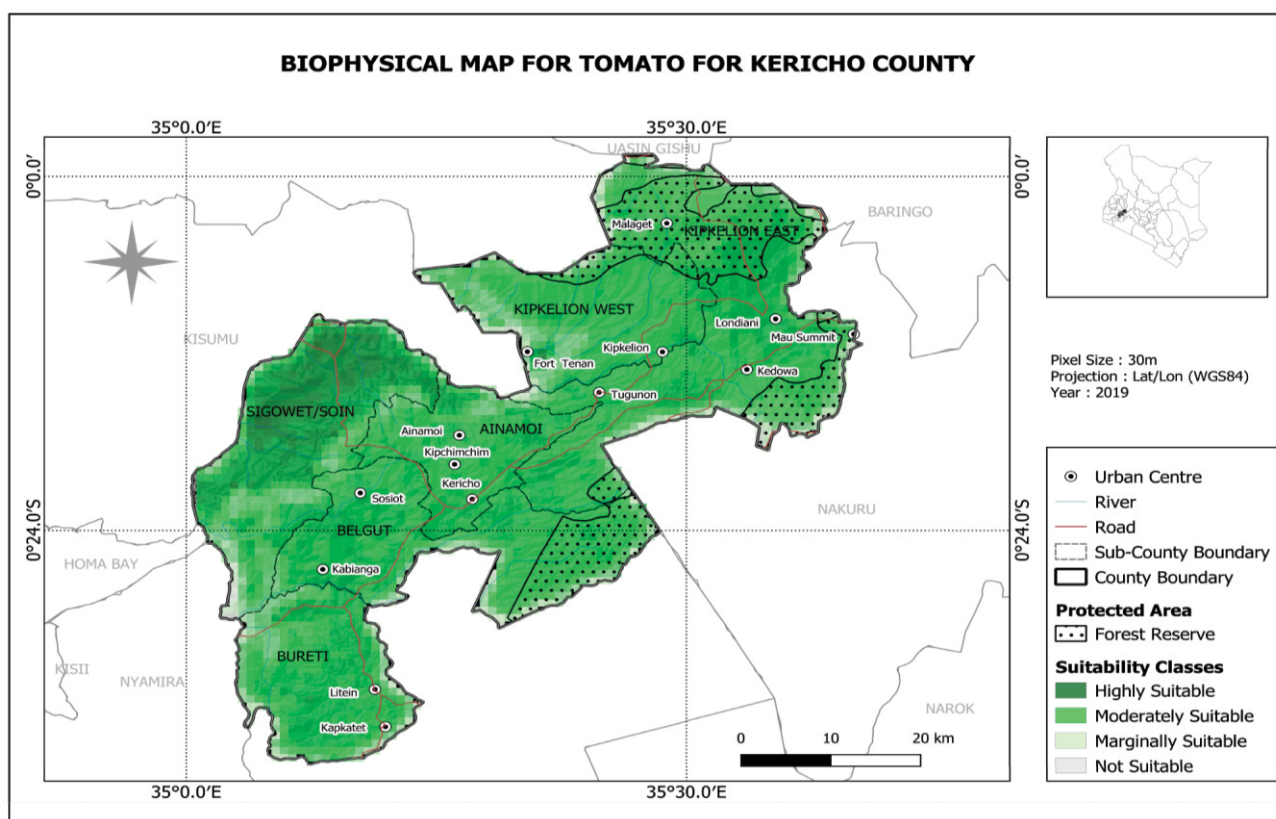 BIOPHYSICAL MAP FOR TOMATO FOR KERICHO COUNTY
35°0.0'E
35°30.0'E
0°0.0'
0°0.0'
UASIN GISHU
BARINGO
Malaget
KIPKELION EAST
KIPKELION WEST
KISUMU
Londiani
Mau Summit
Kipkelion
Fort Tenan
Kedowa
Tugunon
SIGOWET/SOIN
Ainamoi
AINAMOI
Kipchimchim
Kericho
Sosiot
NAKURU
BELGUT
0°24.0'S
0°24.0'S
HOMA BAY
Kabianga
BURETI
KISII
NYAMIRA
Litein
NAROK
Kapkatet
0 10 20 km
35°0.0'E
35°30.0'E
Pixel Size : 30m
Projection : Lat/Lon (WGS84)
Year : 2019
Urban Centre
River
Road
Sub-County Boundary
County Boundary
Protected Area
Forest Reserve
Suitability Classes
Highly Suitable
Moderately Suitable
Marginally Suitable
Not Suitable